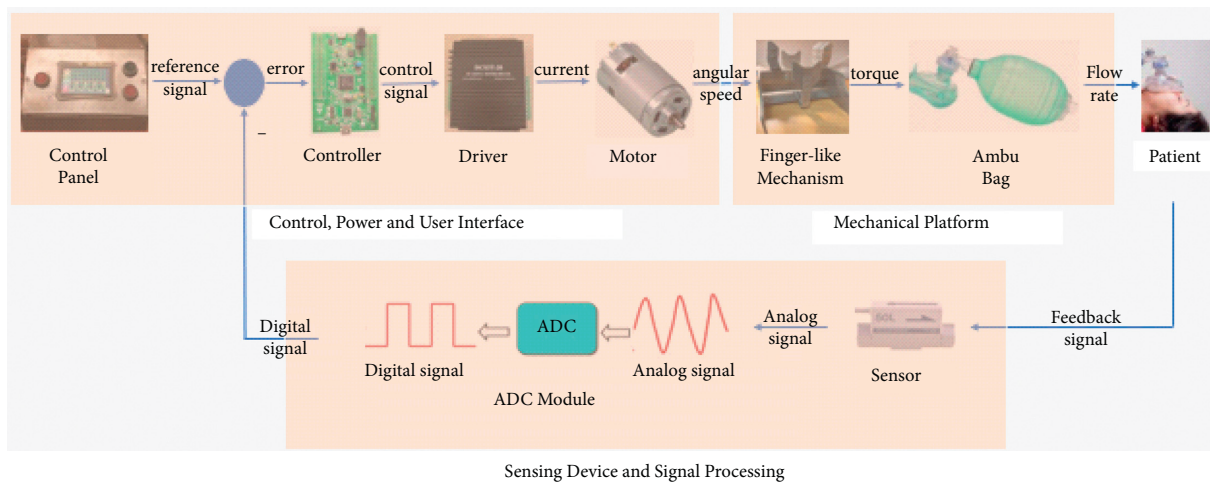 reference
signal
error
control
signal
current
angular
speed
torque
Flow
rate
–
Control
Panel
Controller
Driver
Motor
Finger-like
Mechanism
Ambu
Bag
Patient
Control, Power and User Interface
Mechanical Platform
Digital
signal
ADC
Analog
signal
Feedback
signal
Digital signal
Analog signal
Sensor
ADC Module
Sensing Device and Signal Processing